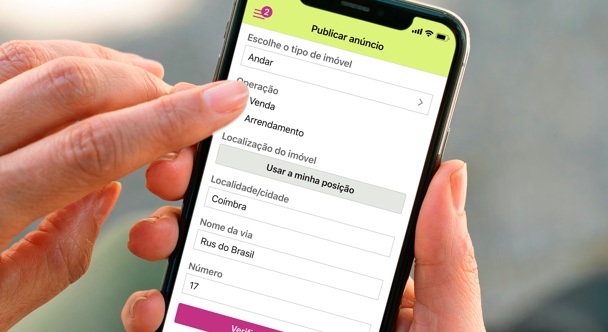 2
Publicar anúncio
Escolhe o tipo de imóvel
Andar
Operação
Venda
Arrendamento
Localização do imóvel
Usar a minha posição
Localidade/cidade
Coímbra
Nome da via
Rus do Brasil
Número
17